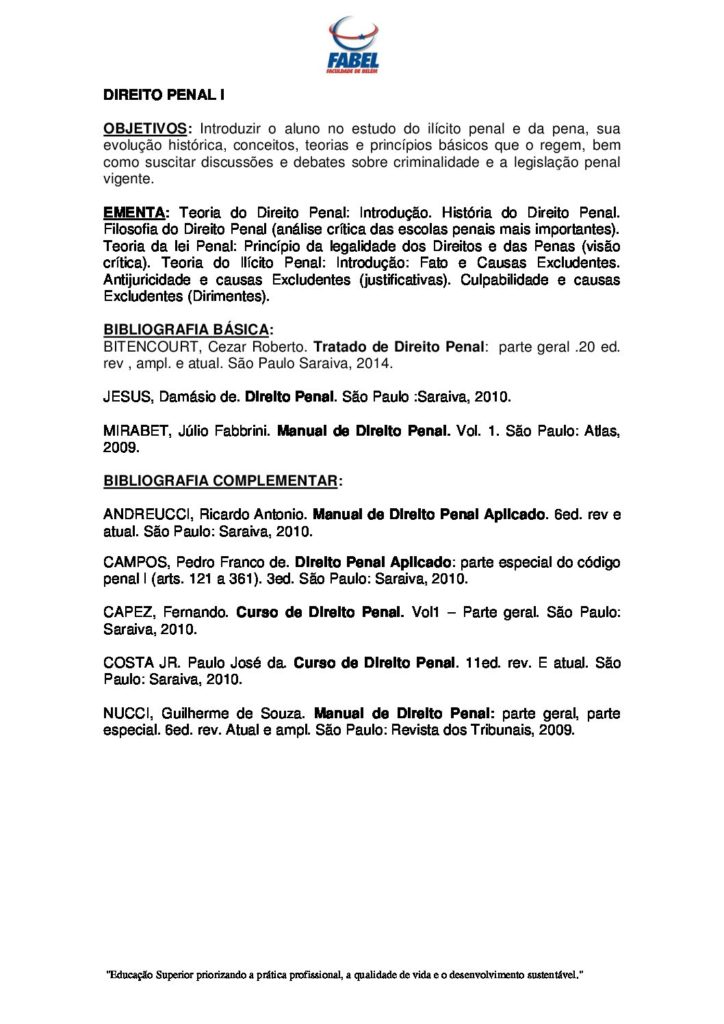 FABEL
FACULDADE DE BELÉM
DIREITO PENAL I
OBJETIVOS: Introduzir o aluno no estudo do ilícito penal e da pena, sua
evolução histórica, conceitos, teorias e princípios básicos que o regem, bem
como suscitar discussões e debates sobre criminalidade e a legislação penal
vigente.
EMENTA: Teoria do Direito Penal: Introdução. História do Direito Penal.
Filosofia do Direito Penal (análise crítica das escolas penais mais importantes).
Teoria da lei Penal: Princípio da legalidade dos Direitos e das Penas (visão
crítica). Teoria do Ilícito Penal: Introdução: Fato e Causas Excludentes.
Antijuricidade e causas Excludentes (justificativas). Culpabilidade e causas
Excludentes (Dirimentes).
BIBLIOGRAFIA BÁSICA:
BITENCOURT, Cezar Roberto. Tratado de Direito Penal: parte geral .20 ed.
rev , ampl. e atual. São Paulo Saraiva, 2014.
JESUS, Damásio de. Direito Penal. São Paulo :Saraiva, 2010.
MIRABET, Júlio Fabbrini. Manual de Direito Penal. Vol. 1. São Paulo: Atlas,
2009.
BIBLIOGRAFIA COMPLEMENTAR:
ANDREUCCI, Ricardo Antonio. Manual de Direito Penal Aplicado. 6ed. rev e
atual. São Paulo: Saraiva, 2010.
CAMPOS, Pedro Franco de. Direito Penal Aplicado: parte especial do código
penal I (arts. 121 a 361). 3ed. São Paulo: Saraiva, 2010.
CAPEZ, Fernando. Curso de Direito Penal. Vol1 – Parte geral. São Paulo:
Saraiva, 2010.
COSTA JR. Paulo José da. Curso de Direito Penal. 11ed. rev. E atual. São
Paulo: Saraiva, 2010.
NUCCI, Guilherme de Souza. Manual de Direito Penal: parte geral, parte
especial. 6ed. rev. Atual e ampl. São Paulo: Revista dos Tribunais, 2009.
"Educação Superior priorizando a prática profissional, a qualidade de vida e o desenvolvimento sustentável."